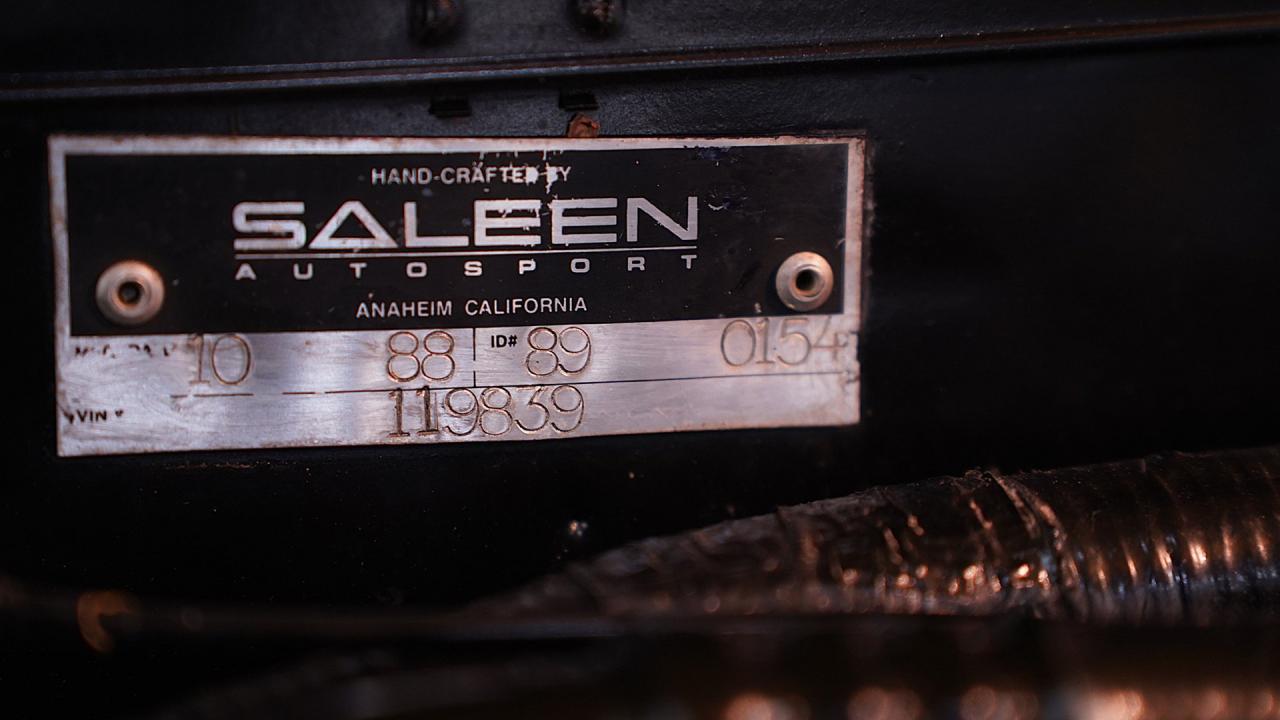 HAND-CRAFTED BY
SALEEN
AUTOSPORT
ANAHEIM CALIFORNIA
10 88 ID# 89 0154
VIN # 119839